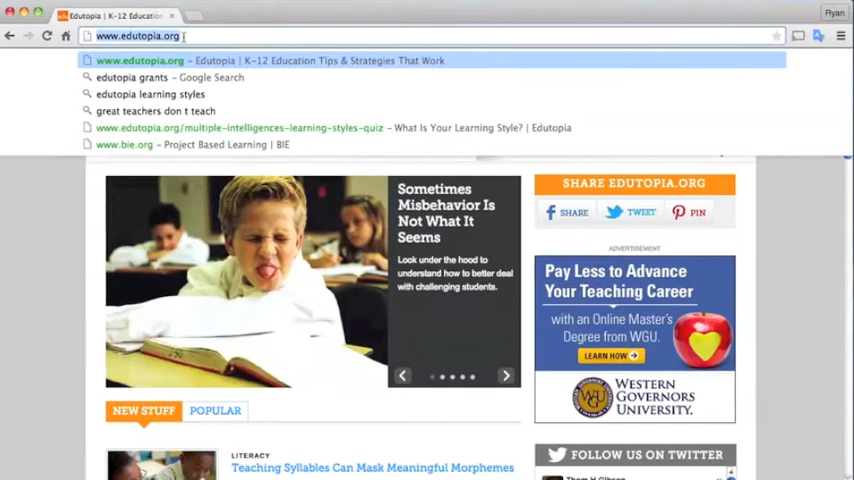 Edutopia | K-12 Education
Ryan
www.edutopia.org
www.edutopia.org – Edutopia | K-12 Education Tips & Strategies That Work
edutopia grants – Google Search
edutopia learning styles
great teachers don t teach
www.edutopia.org/multiple-intelligences-learning-styles-quiz – What Is Your Learning Style? | Edutopia
www.bie.org – Project Based Learning | BIE
Sometimes
Misbehavior Is
Not What It
Seems
Look under the hood to
understand how to better deal
with challenging students.
SHARE EDUTOPIA.ORG
SHARE
TWEET
PIN
ADVERTISEMENT
Pay Less to Advance
Your Teaching Career
with an Online Master's
Degree from WGU.
LEARN HOW
WGU
WESTERN
GOVERNORS
UNIVERSITY.
NEW STUFF
POPULAR
LITERACY
Teaching Syllables Can Mask Meaningful Morphemes
FOLLOW US ON TWITTER
Thom H Gibson